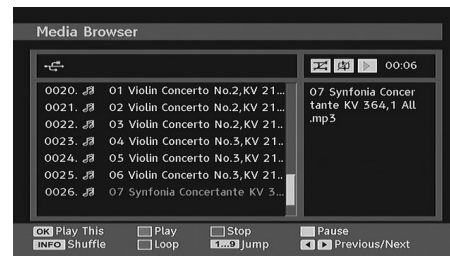 Media Browser
00:06
0020. 01 Violin Concerto No.2,KV 21..
0021. 02 Violin Concerto No.2,KV 21..
0022. 03 Violin Concerto No.2,KV 21..
0023. 04 Violin Concerto No.3,KV 21..
0024. 05 Violin Concerto No.3,KV 21..
0025. 06 Violin Concerto No.3,KV 21..
0026. 07 Synfonia Concertante KV 3...
07 Synfonia Concer
tante KV 364,1 All
.mp3
OK Play This Play Stop Pause
INFO Shuffle Loop 1...9 Jump Previous/Next